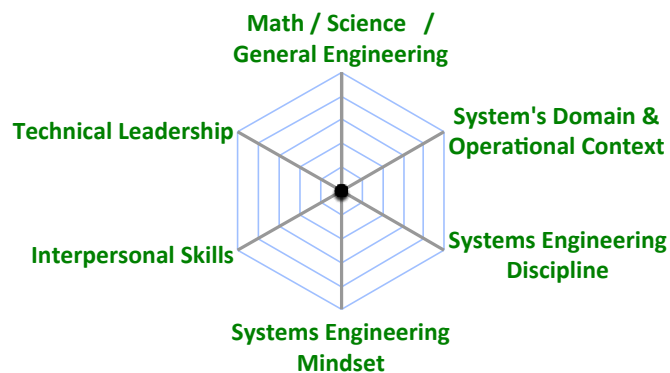 Math / Science /
General Engineering
System's Domain &
Operational Context
Technical Leadership
Interpersonal Skills
Systems Engineering
Discipline
Systems Engineering
Mindset